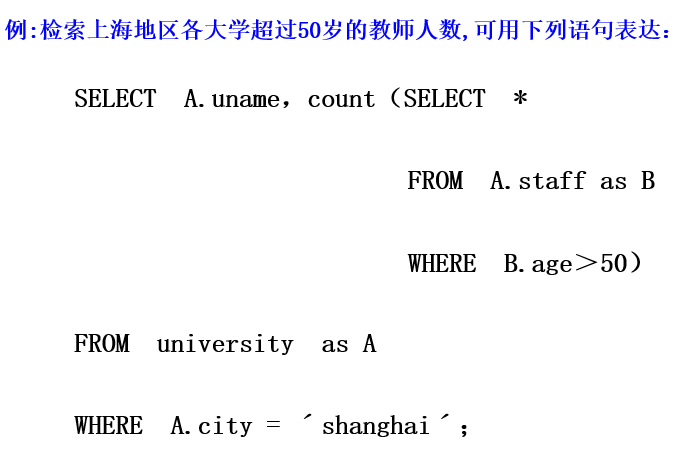 例:检索上海地区各大学超过50岁的教师人数,可用下列语句表达：
SELECT A.uname，count（SELECT *
FROM A.staff as B
WHERE B.age＞50）
FROM university as A
WHERE A.city = ˊshanghaiˊ；